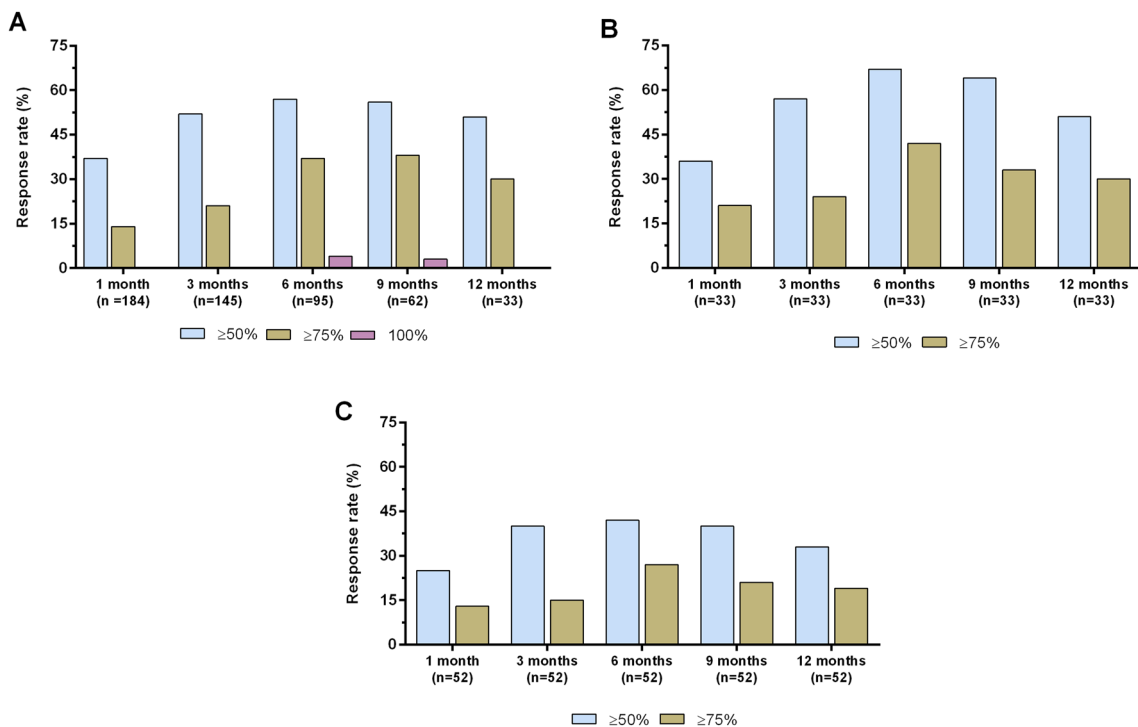 A
Response rate (%)
75
60
45
30
15
0
1 month 3 months 6 months 9 months 12 months
(n =184) (n=145) (n=95) (n=62) (n=33)
≥50% ≥75% 100%
B
Response rate (%)
75
60
45
30
15
0
1 month 3 months 6 months 9 months 12 months
(n=33) (n=33) (n=33) (n=33) (n=33)
≥50% ≥75%
C
Response rate (%)
75
60
45
30
15
0
1 month 3 months 6 months 9 months 12 months
(n=52) (n=52) (n=52) (n=52) (n=52)
≥50% ≥75%